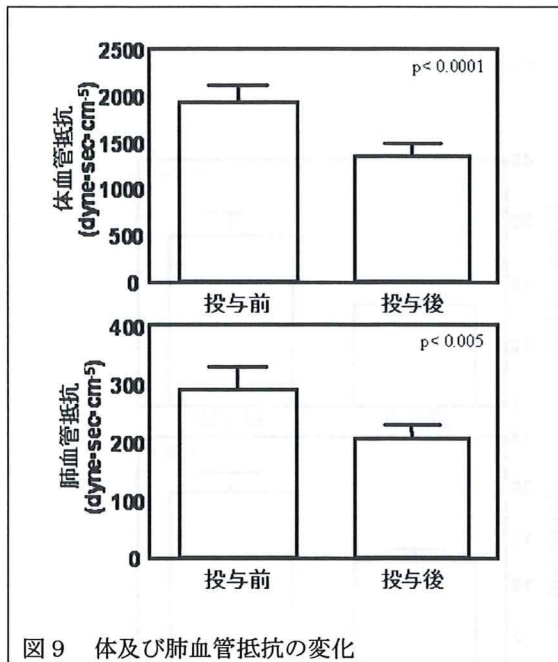 2500
2000
1500
1000
500
0
体血管抵抗
(dyne•sec•cm-5)
p< 0.0001
投与前 投与後
400
300
200
100
0
肺血管抵抗
(dyne•sec•cm-5)
p< 0.005
投与前 投与後
図9 体及び肺血管抵抗の変化